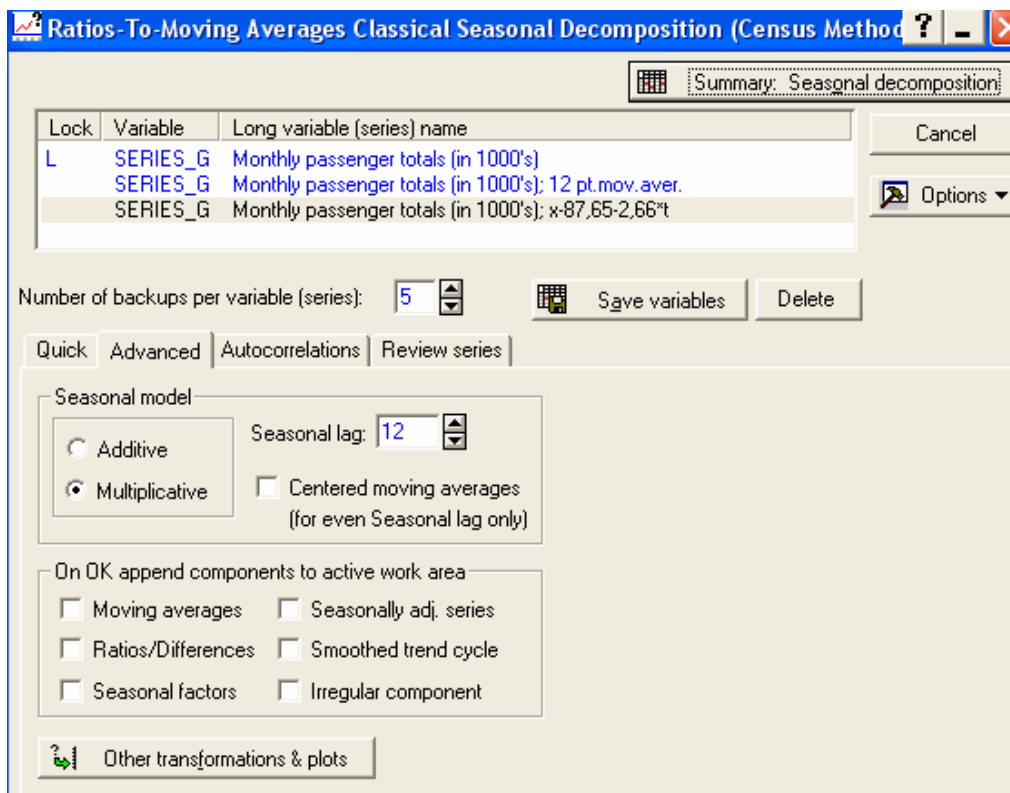 Ratios-To-Moving Averages Classical Seasonal Decomposition (Census Method
Summary: Seasonal decomposition
Lock Variable Long variable (series) name
L SERIES_G Monthly passenger totals (in 1000's)
SERIES_G Monthly passenger totals (in 1000's); 12 pt.mov.aver.
SERIES_G Monthly passenger totals (in 1000's); x-87,65-2,66*t
Cancel
Options
Number of backups per variable (series): 5 Save variables Delete
Quick Advanced Autocorrelations Review series
Seasonal model
Additive
Multiplicative
Seasonal lag: 12
Centered moving averages
(for even Seasonal lag only)
On OK append components to active work area
Moving averages Seasonally adj. series
Ratios/Differences Smoothed trend cycle
Seasonal factors Irregular component
Other transformations & plots